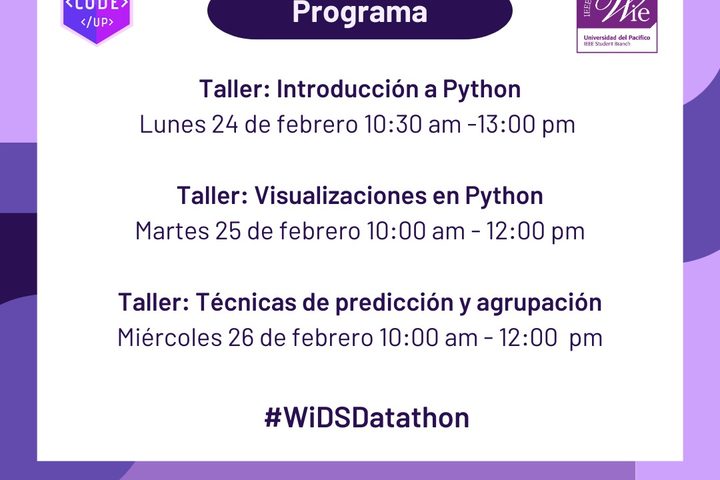 CODE>
</UP>
Programa
IEEE
Wie
Universidad del Pacífico
IEEE Student Branch
Taller: Introducción a Python
Lunes 24 de febrero 10:30 am -13:00 pm
Taller: Visualizaciones en Python
Martes 25 de febrero 10:00 am - 12:00 pm
Taller: Técnicas de predicción y agrupación
Miércoles 26 de febrero 10:00 am - 12:00 pm
#WiDSDatathon